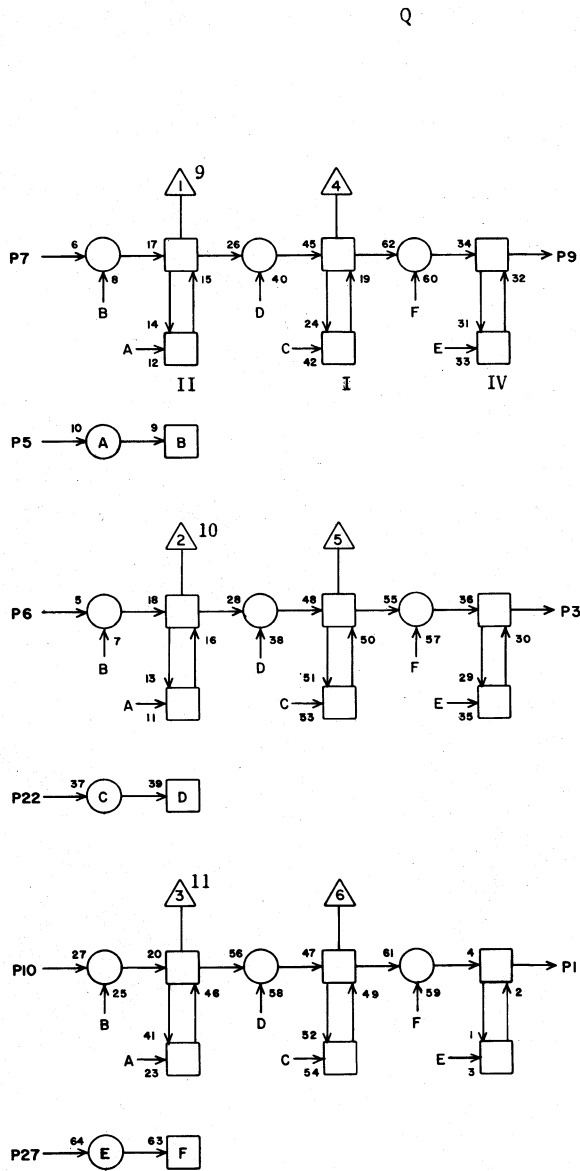 Q
1 9 4
P7 6 17 26 45 62 34 P9
8 15 40 19 60 32
B D F
14 24 31
A C E
12 42 33
II I IV
P5 10 A 9 B
2 10 5
P6 5 18 28 48 55 36 P3
7 16 38 50 57 30
B D F
13 51 29
A C E
11 53 35
P22 37 C 39 D
3 11 6
P10 27 20 56 47 61 4 P1
25 46 58 49 59 2
B D F
41 52 1
A C E
23 54 3
P27 64 E 63 F